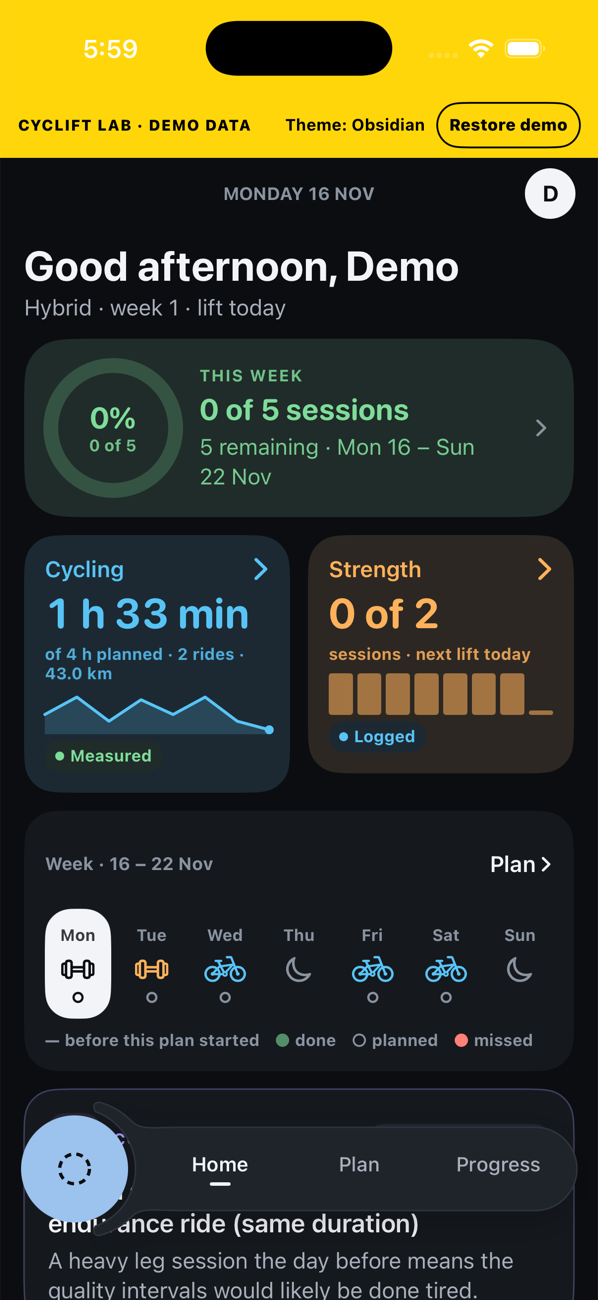 5:59
CYCLIFT LAB · DEMO DATA
Theme: Obsidian
Restore demo
MONDAY 16 NOV
D
Good afternoon, Demo
Hybrid · week 1 · lift today
THIS WEEK
0%
0 of 5
0 of 5 sessions
5 remaining · Mon 16 – Sun
22 Nov
Cycling
1 h 33 min
of 4 h planned · 2 rides ·
43.0 km
Measured
Strength
0 of 2
sessions · next lift today
Logged
Week · 16 – 22 Nov
Plan
Mon Tue Wed Thu Fri Sat Sun
— before this plan started done planned missed
Home Plan Progress
endurance ride (same duration)
A heavy leg session the day before means the
quality intervals would likely be done tired.